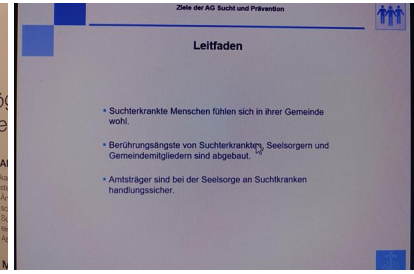 Ziele der AG Sucht und Prävention
Leitfaden
Suchterkrankte Menschen fühlen sich in ihrer Gemeinde
wohl.
Berührungsängste von Suchterkrankten, Seelsorgern und
Gemeindemitgliedern sind abgebaut.
Amtsträger sind bei der Seelsorge an Suchtkranken
handlungssicher.